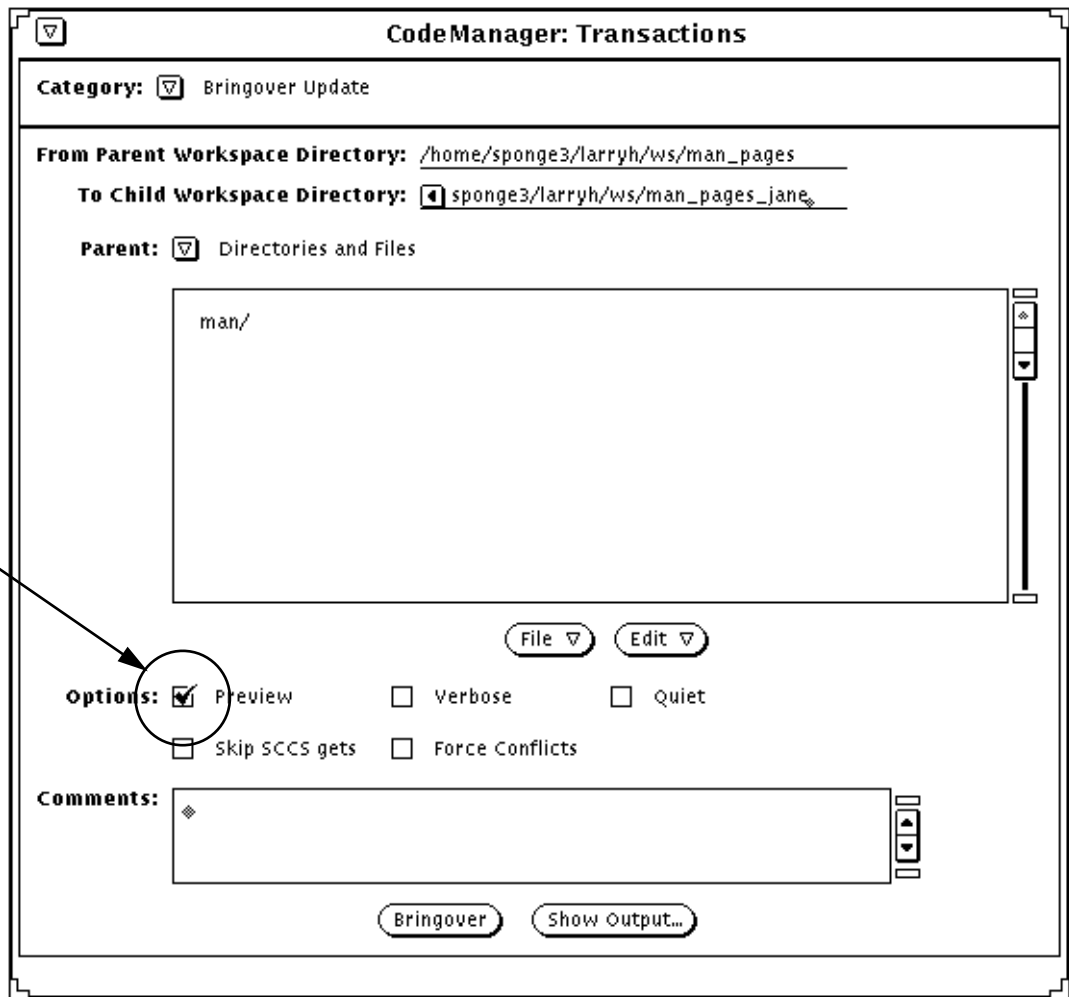 CodeManager: Transactions
Category: Bringover Update
From Parent Workspace Directory: /home/sponge3/larryh/ws/man_pages
To Child Workspace Directory: sponge3/larryh/ws/man_pages_jane
Parent: Directories and Files
man/
File Edit
Options: Preview Verbose Quiet
Skip SCCS gets Force Conflicts
Comments:
Bringover Show Output...